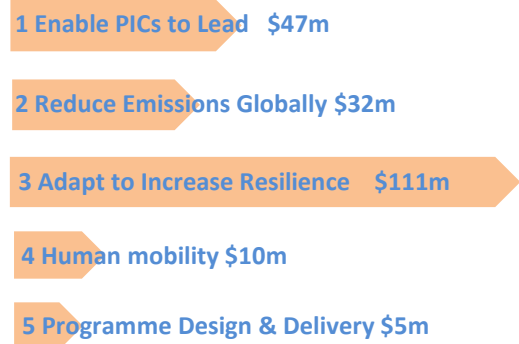 1 Enable PICs to Lead $47m
2 Reduce Emissions Globally $32m
3 Adapt to Increase Resilience $111m
4 Human mobility $10m
5 Programme Design & Delivery $5m